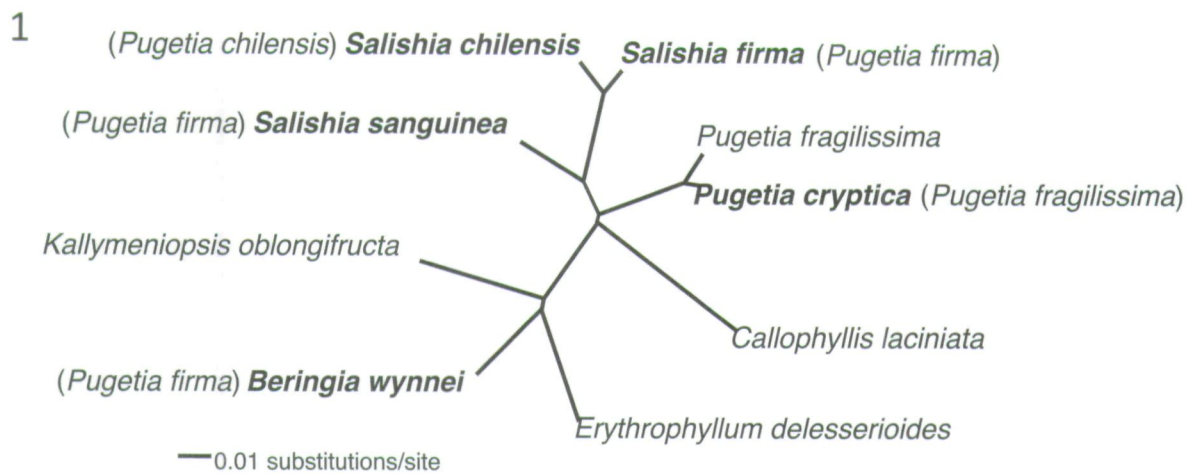 1
(Pugetia chilensis) Salishia chilensis
Salishia firma (Pugetia firma)
(Pugetia firma) Salishia sanguinea
Pugetia fragilissima
Pugetia cryptica (Pugetia fragilissima)
Kallymeniopsis oblongifructa
Callophyllis laciniata
(Pugetia firma) Beringia wynnei
Erythrophyllum delesserioides
0.01 substitutions/site